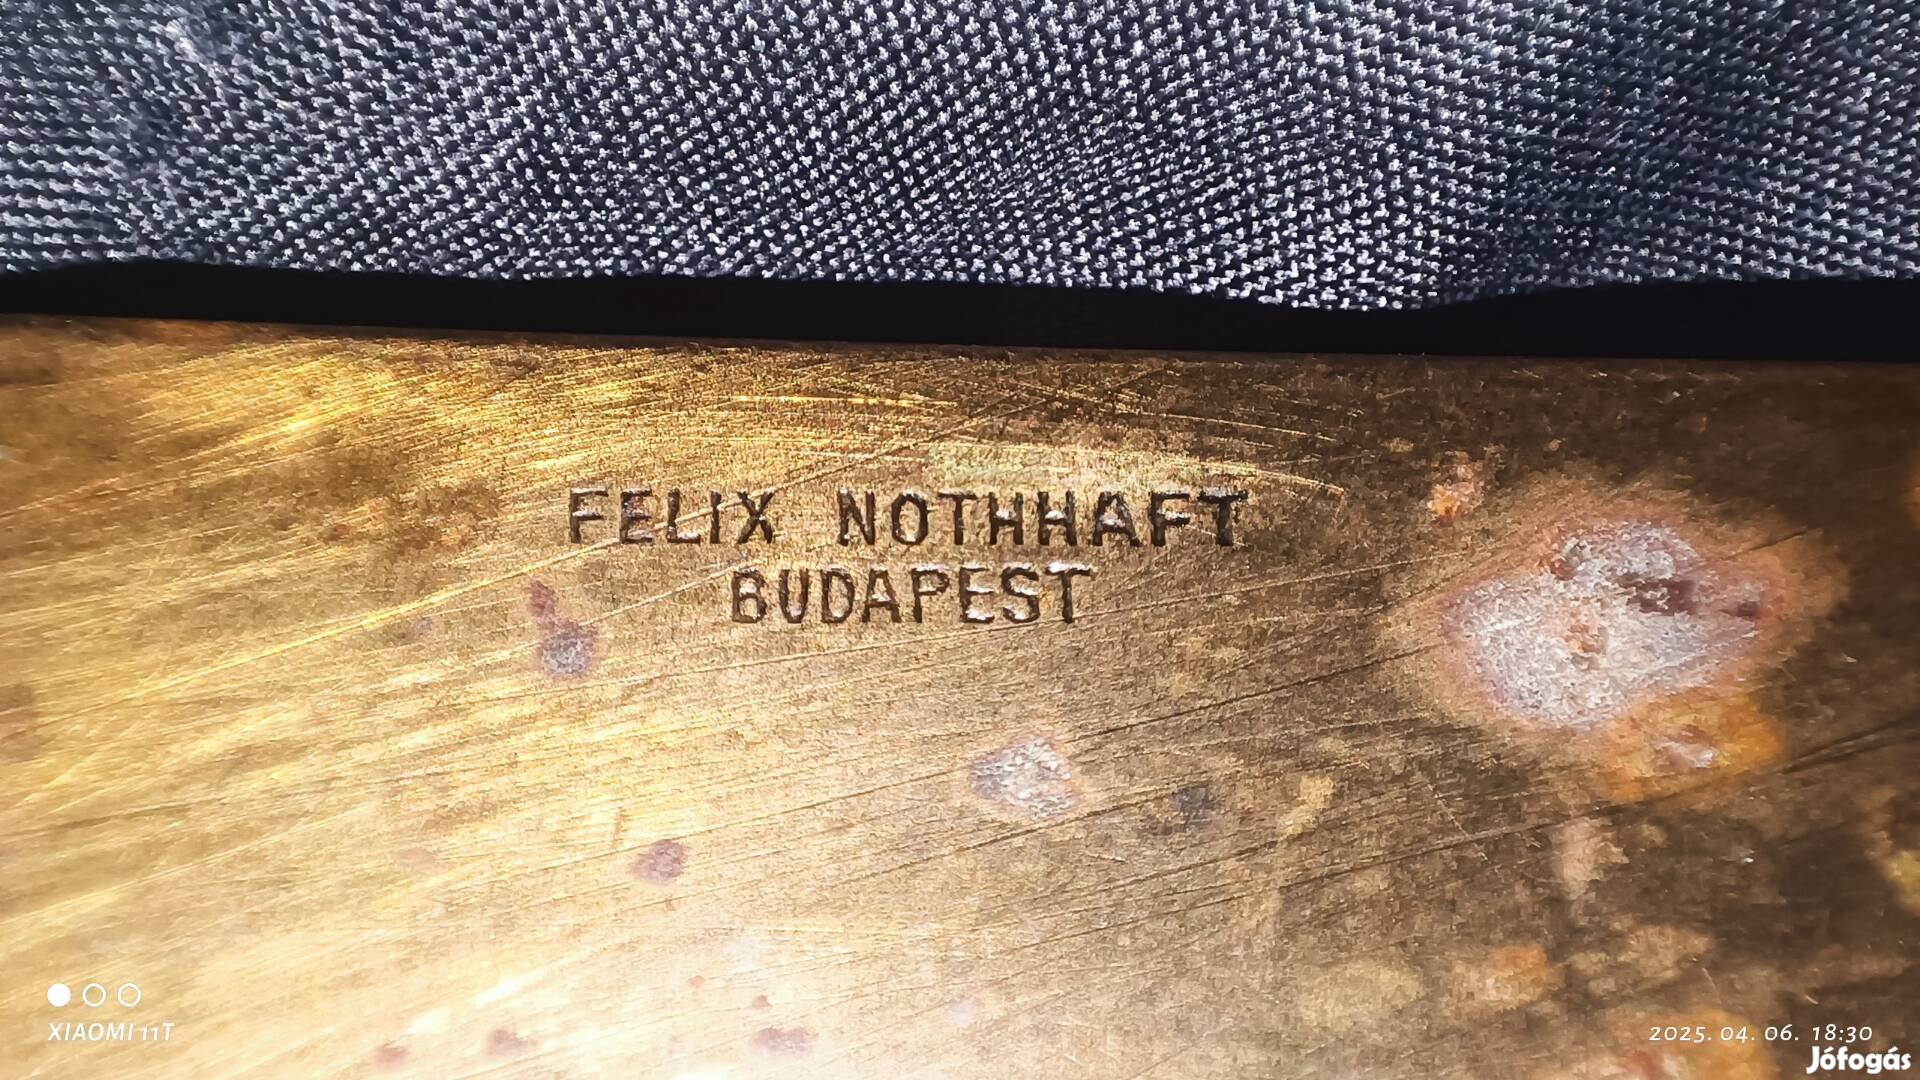 FELIX NOTHHAFT
BUDAPEST
XIAOMI 11T
2025. 04. 06. 18:30
Jófogás